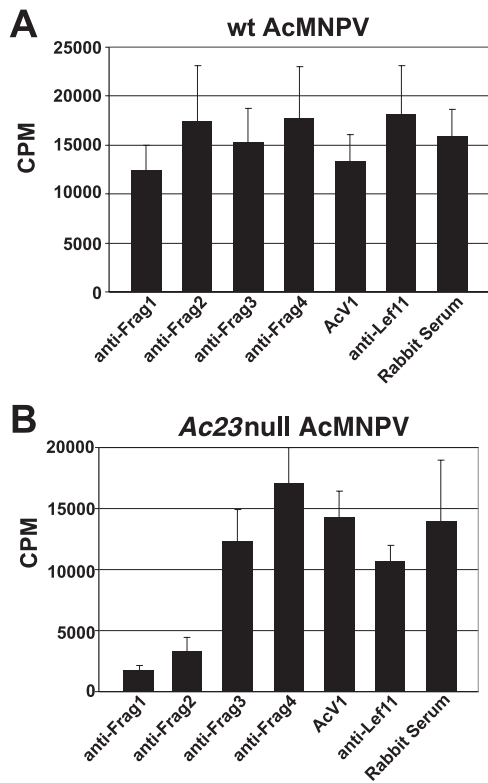 A
wt AcMNPV
25000
20000
15000
10000
5000
0
CPM
anti-Frag1
anti-Frag2
anti-Frag3
anti-Frag4
AcV1
anti-Lef11
Rabbit Serum
B
Ac23null AcMNPV
20000
15000
10000
5000
0
CPM
anti-Frag1
anti-Frag2
anti-Frag3
anti-Frag4
AcV1
anti-Lef11
Rabbit Serum